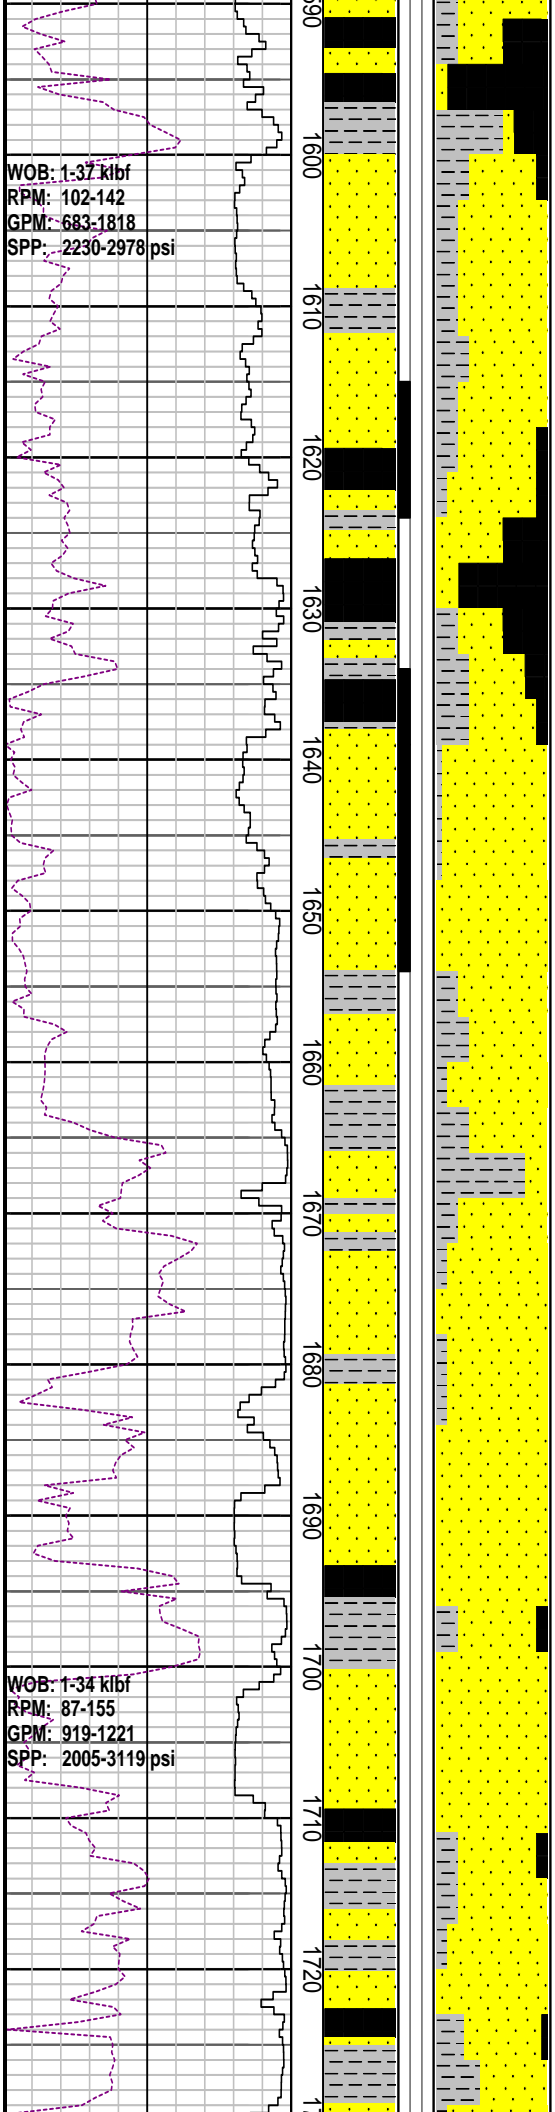 1600
WOB: 1-37 klbf
RPM: 102-142
GPM: 683-1818
SPP: 2230-2978 psi
1610
1620
1630
1640
1650
1660
1670
1680
1690
1700
WOB: 1-34 klbf
RPM: 87-155
GPM: 919-1221
SPP: 2005-3119 psi
1710
1720